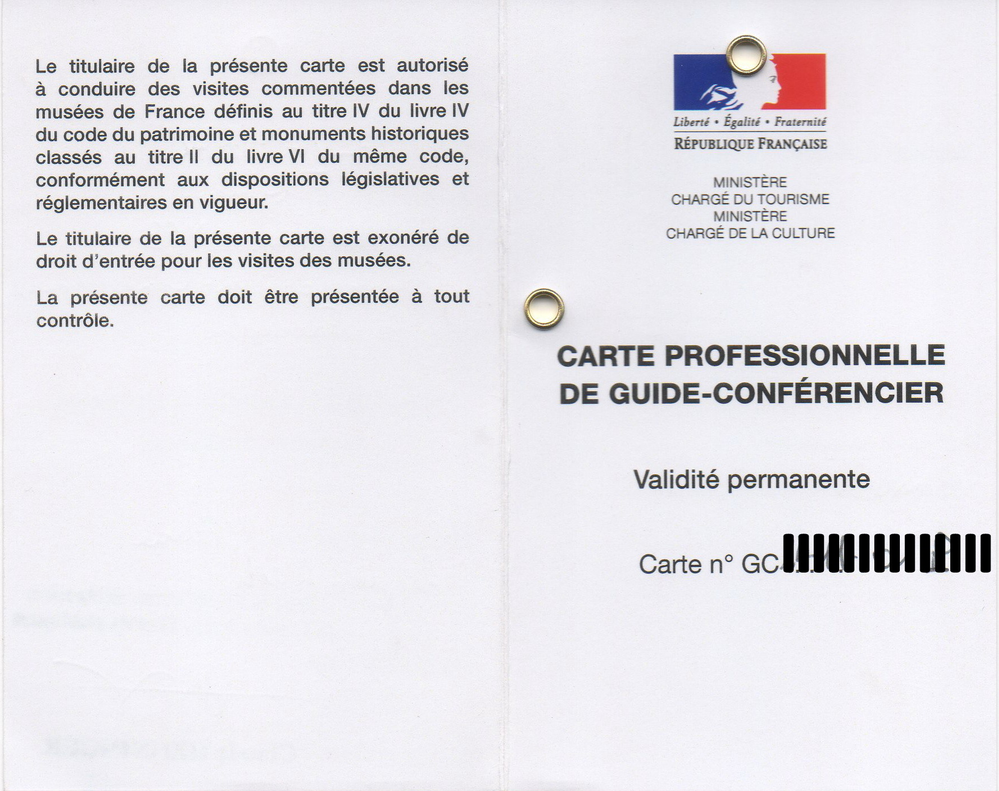 Le titulaire de la présente carte est autorisé
à conduire des visites commentées dans les
musées de France définis au titre IV du livre IV
du code du patrimoine et monuments historiques
classés au titre II du livre VI du même code,
conformément aux dispositions législatives et
réglementaires en vigueur.
Le titulaire de la présente carte est exonéré de
droit d'entrée pour les visites des musées.
La présente carte doit être présentée à tout
contrôle.
Liberté • Égalité • Fraternité
RÉPUBLIQUE FRANÇAISE
MINISTÈRE
CHARGÉ DU TOURISME
MINISTÈRE
CHARGÉ DE LA CULTURE
CARTE PROFESSIONNELLE
DE GUIDE-CONFÉRENCIER
Validité permanente
Carte n° GC